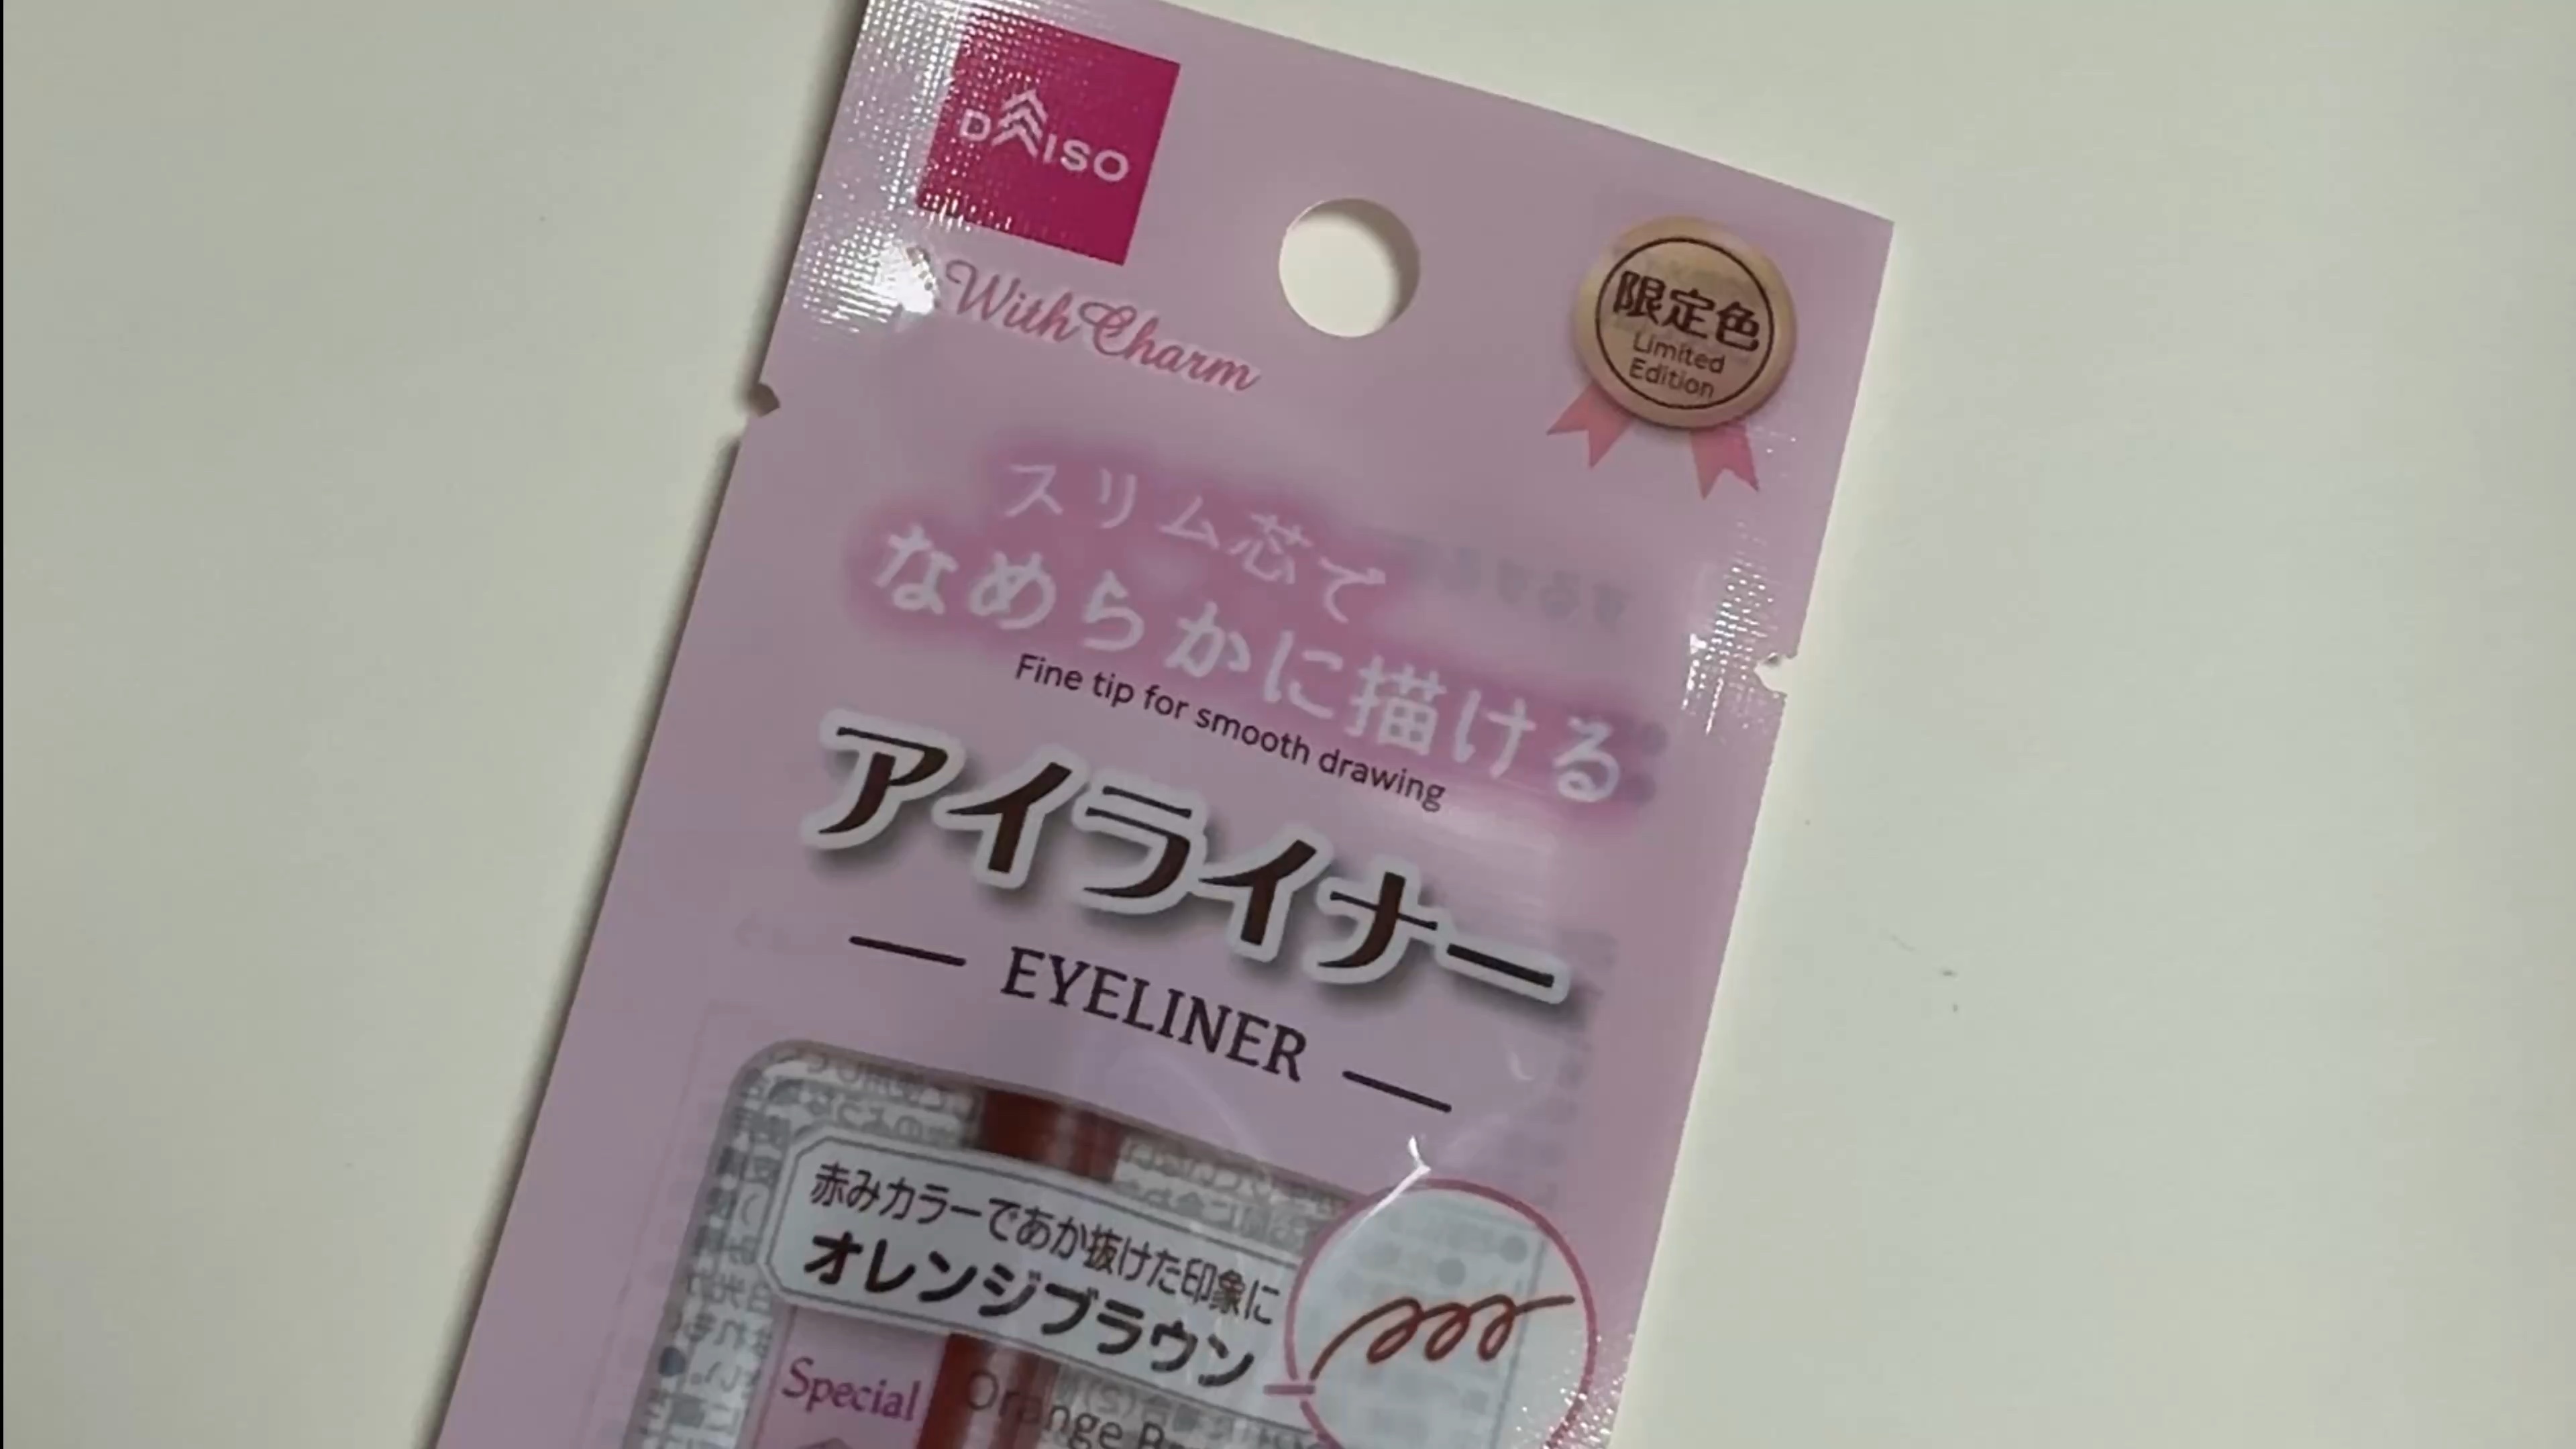 DAISO
With Charm
限定色
Limited
Edition
スリム芯で
なめらかに描ける
Fine tip for smooth drawing
アイライナー
EYELINER
赤みカラーであか抜けた印象に
オレンジブラウン
Special
Orange